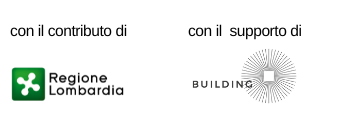 con il contributo di
con il supporto di
Regione
Lombardia
BUILDING